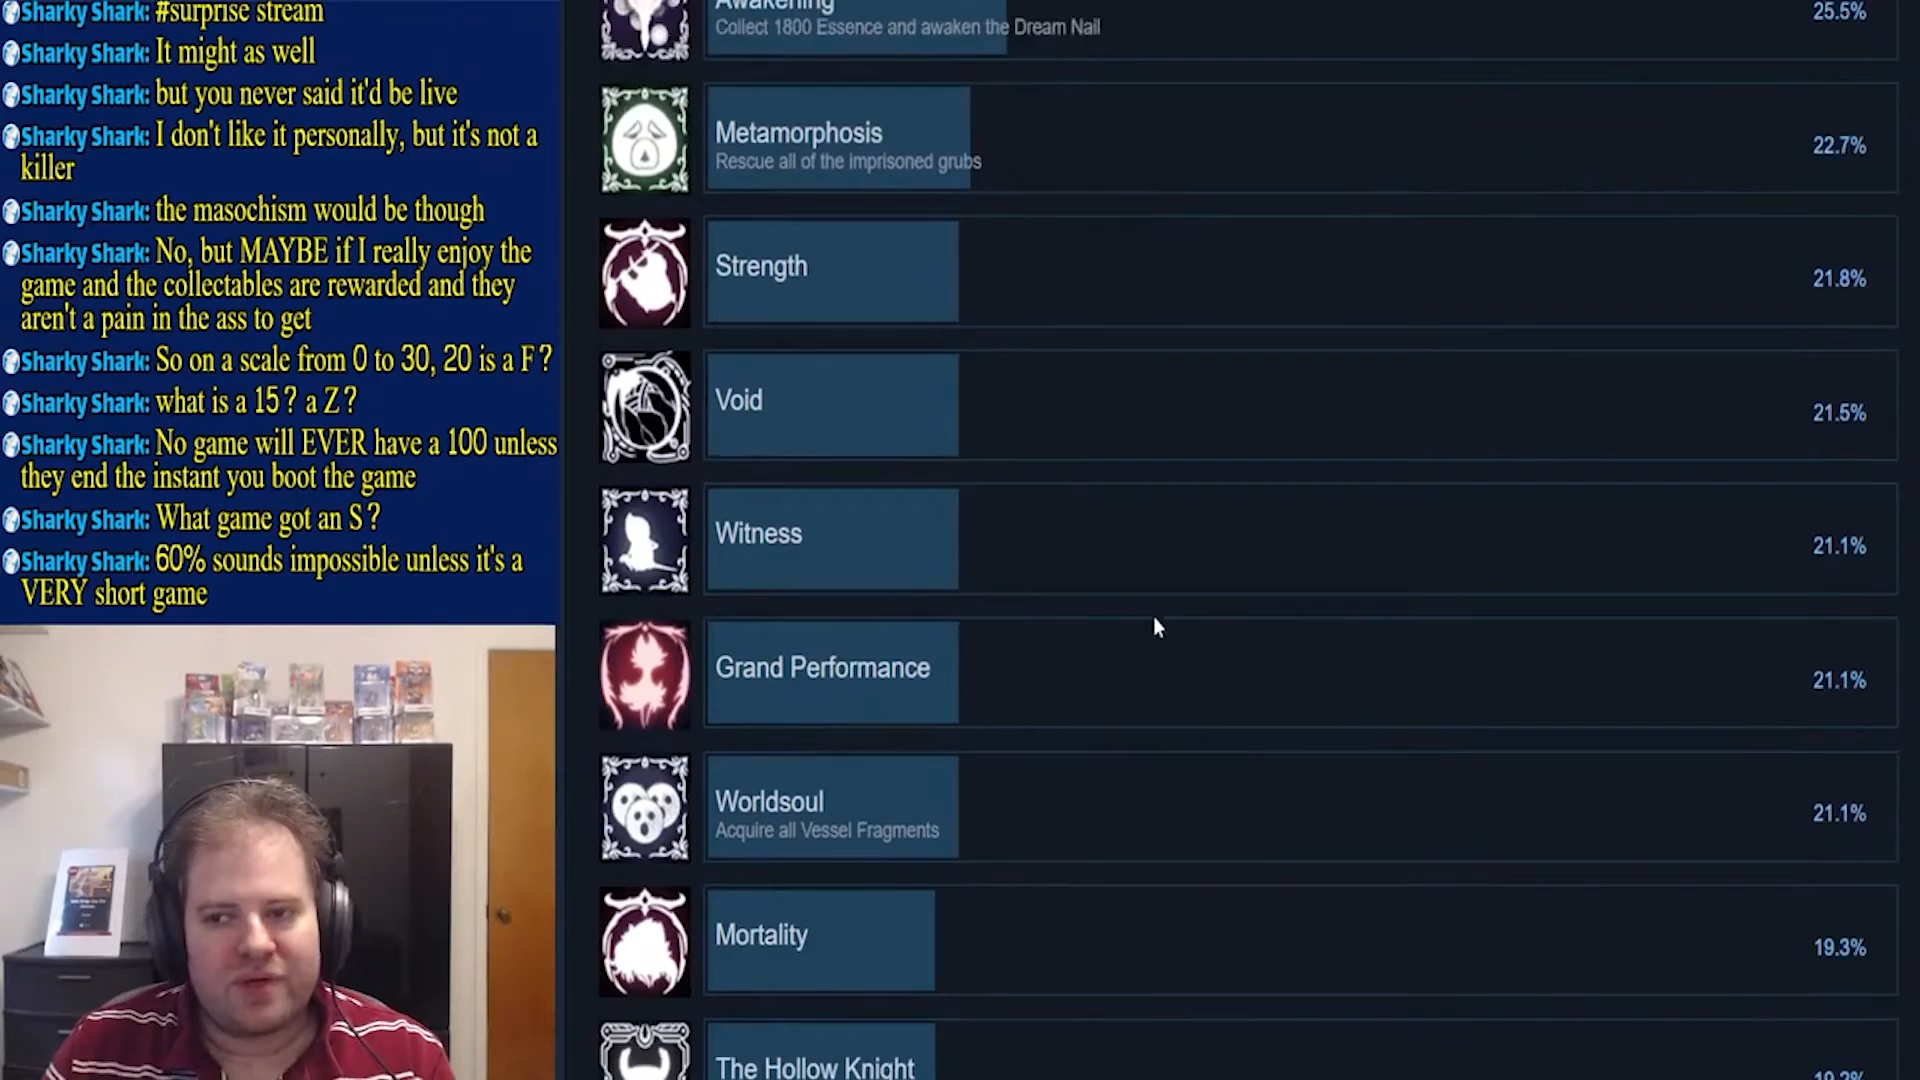 Sharky Shark: #surprise stream
Sharky Shark: It might as well
Sharky Shark: but you never said it'd be live
Sharky Shark: I don't like it personally, but it's not a
killer
Sharky Shark: the masochism would be though
Sharky Shark: No, but MAYBE if I really enjoy the
game and the collectables are rewarded and they
aren't a pain in the ass to get
Sharky Shark: So on a scale from 0 to 30, 20 is a F?
Sharky Shark: what is a 15? a Z?
Sharky Shark: No game will EVER have a 100 unless
they end the instant you boot the game
Sharky Shark: What game got an S?
Sharky Shark: 60% sounds impossible unless it's a
VERY short game
Awakening
Collect 1800 Essence and awaken the Dream Nail
25.5%
Metamorphosis
Rescue all of the imprisoned grubs
22.7%
Strength
21.8%
Void
21.5%
Witness
21.1%
Grand Performance
21.1%
Worldsoul
Acquire all Vessel Fragments
21.1%
Mortality
19.3%
The Hollow Knight
19.2%